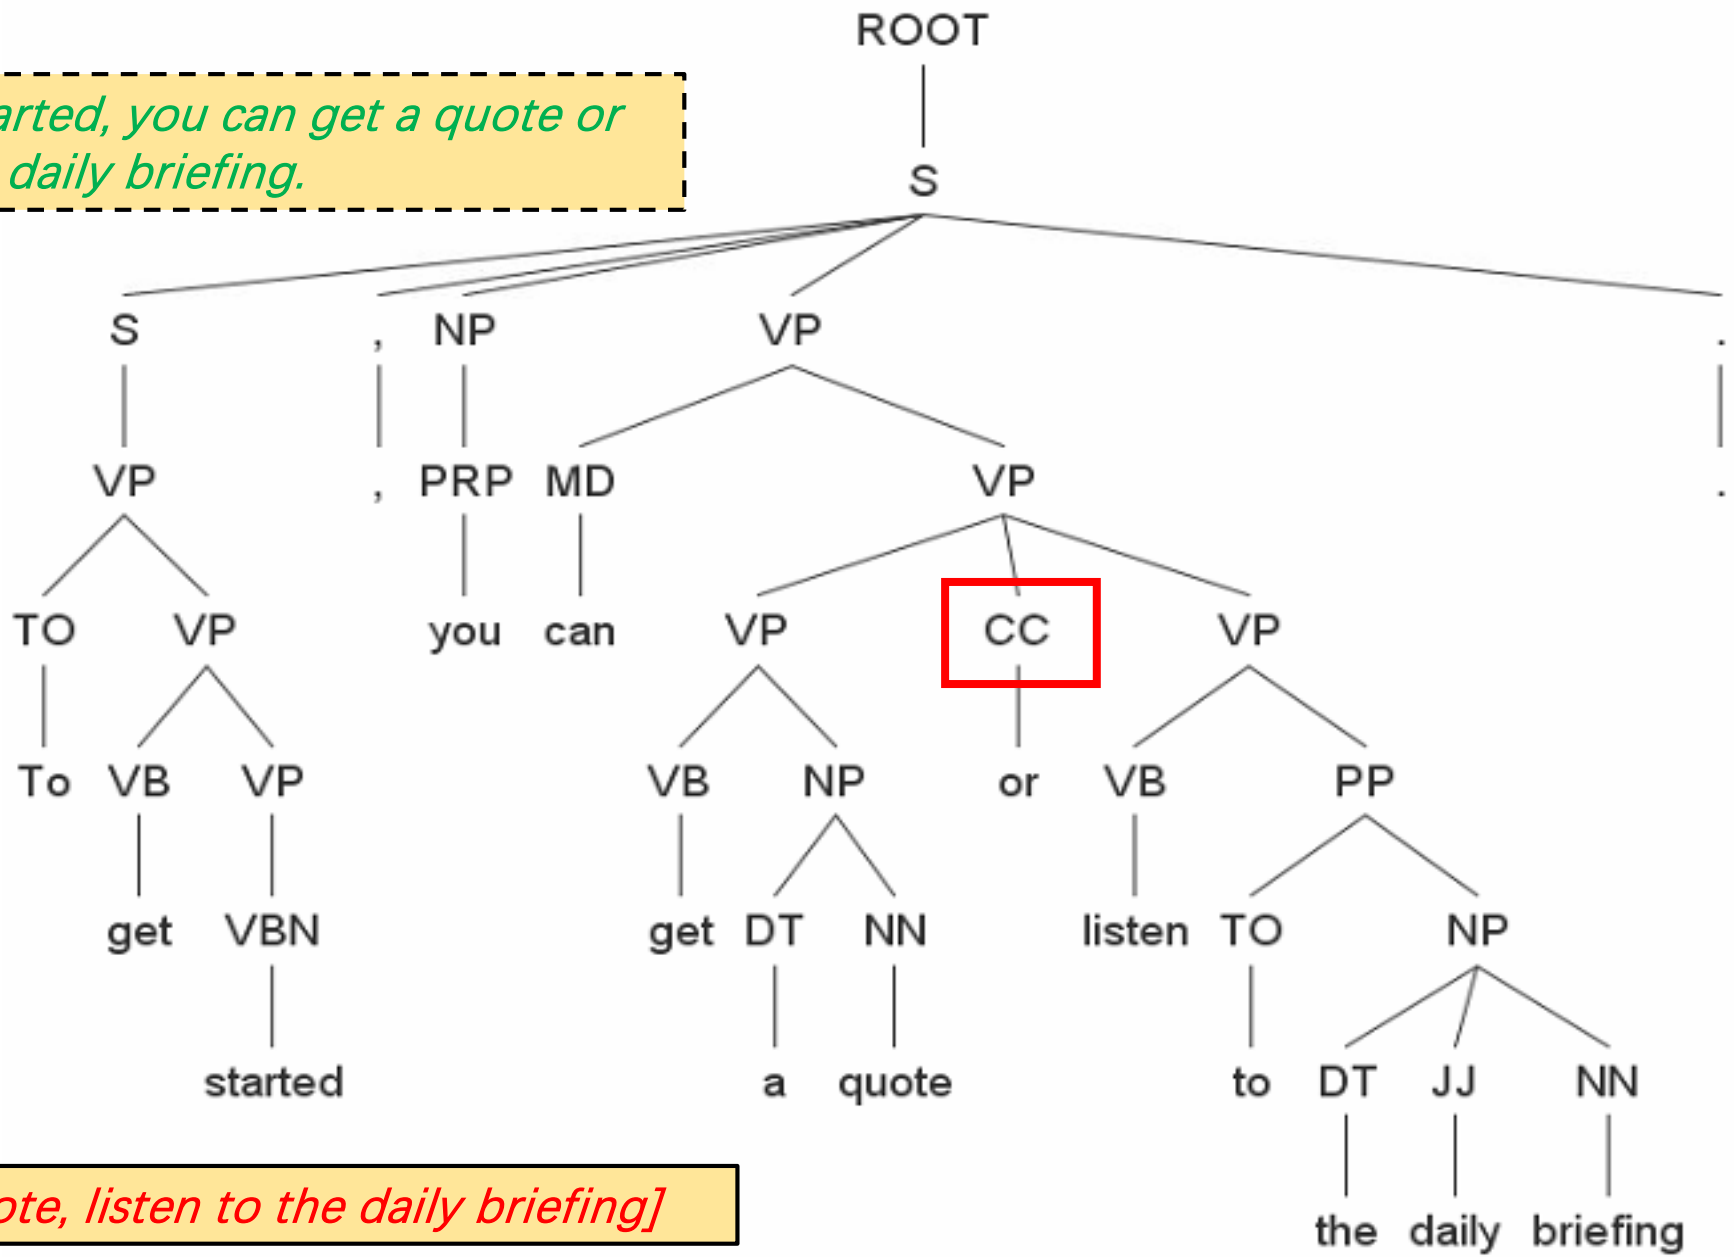 ROOT
arted, you can get a quote or
daily briefing.
S
S , NP VP .
VP , PRP MD VP .
TO VP you can VP CC VP
To VB VP VB NP or VB PP
get VBN get DT NN listen TO NP
started a quote to DT JJ NN
ote, listen to the daily briefing]
the daily briefing